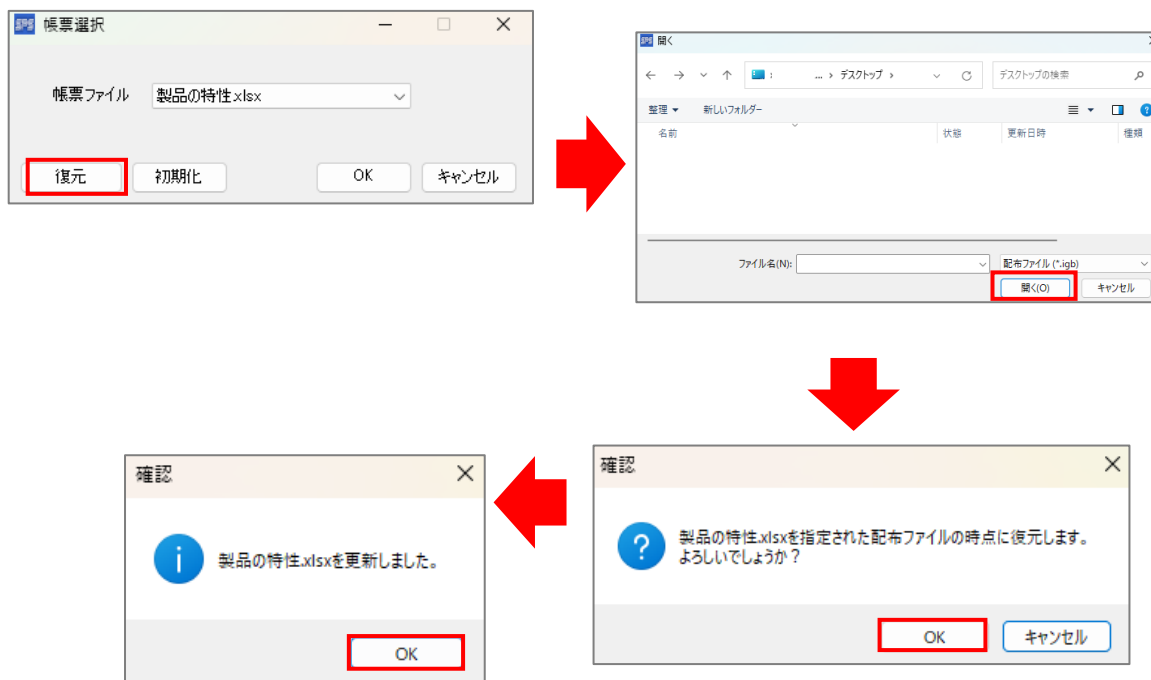 SPS 帳票選択
帳票ファイル 製品の特性.xlsx
復元 初期化 OK キャンセル
SPS 開く
: ... › デスクトップ › デスクトップの検索
整理 新しいフォルダー
名前 状態 更新日時 種類
ファイル名(N): 配布ファイル (*.igb)
開く(O) キャンセル
確認
製品の特性.xlsxを指定された配布ファイルの時点に復元します。
よろしいでしょうか？
OK キャンセル
確認
製品の特性.xlsxを更新しました。
OK